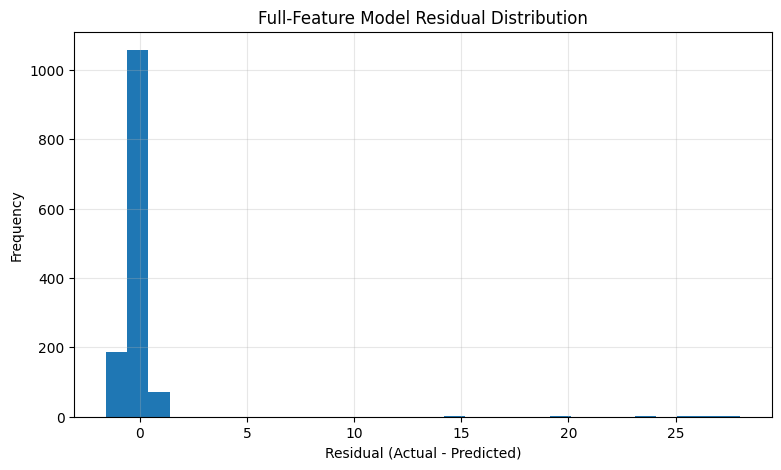 Full-Feature Model Residual Distribution
Frequency
1000
800
600
400
200
0
0 5 10 15 20 25
Residual (Actual - Predicted)